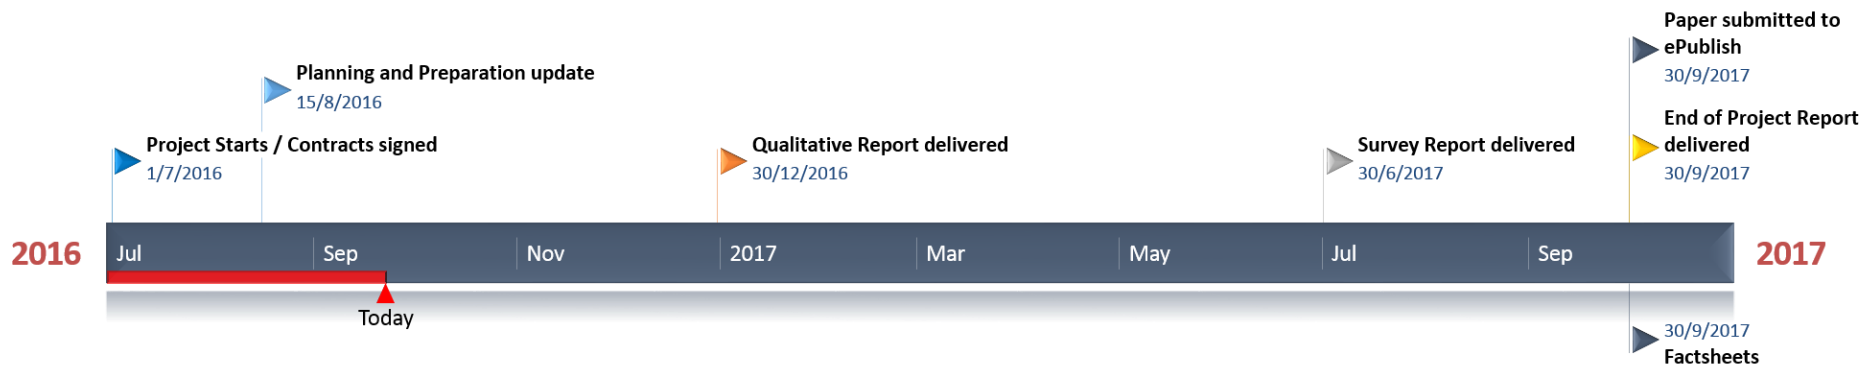 Paper submitted to
ePublish
30/9/2017
Planning and Preparation update
15/8/2016
End of Project Report
delivered
30/9/2017
Project Starts / Contracts signed
1/7/2016
Qualitative Report delivered
30/12/2016
Survey Report delivered
30/6/2017
2016
Jul
Sep
Nov
2017
Mar
May
Jul
Sep
2017
Today
30/9/2017
Factsheets